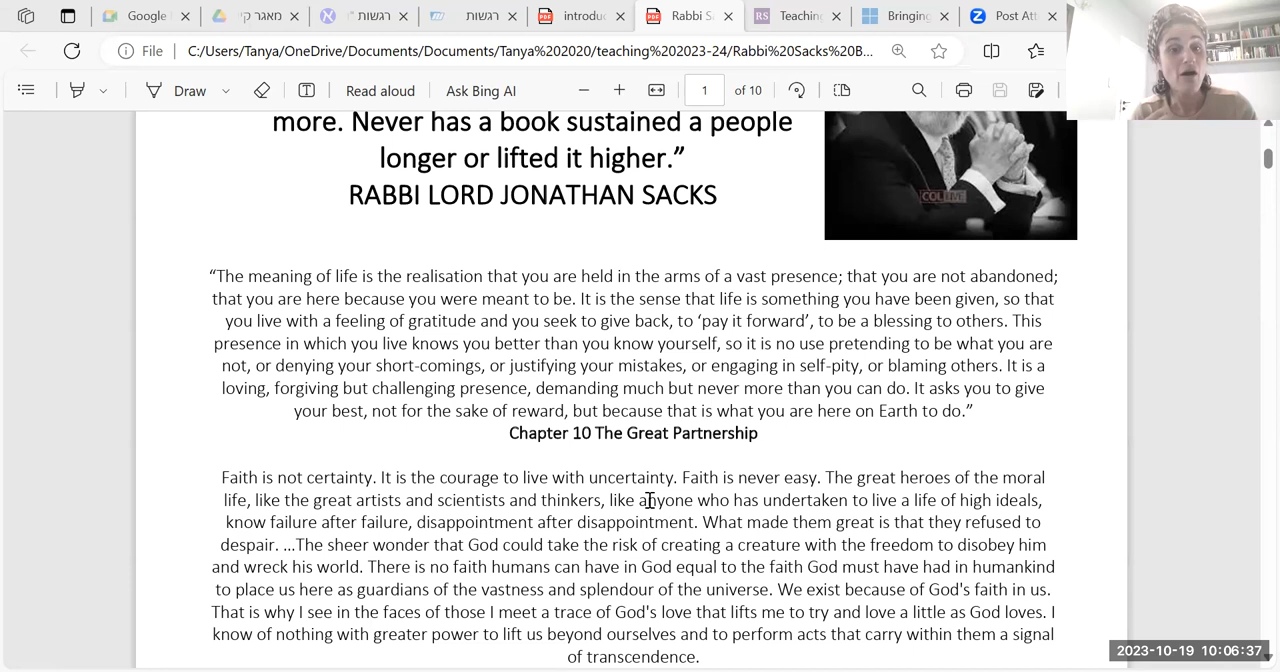 Google
מאגר קי
רגשות"
רגשות
introduc
Rabbi S
RS
Teaching
Bringing
Post Att
File
C:/Users/Tanya/OneDrive/Documents/Documents/Tanya%202020/teaching%202023-24/Rabbi%20Sacks%20B...
Draw
Read aloud
Ask Bing AI
1
of 10
more. Never has a book sustained a people
longer or lifted it higher.”
RABBI LORD JONATHAN SACKS
COLLIVE
“The meaning of life is the realisation that you are held in the arms of a vast presence; that you are not abandoned;
that you are here because you were meant to be. It is the sense that life is something you have been given, so that
you live with a feeling of gratitude and you seek to give back, to ‘pay it forward’, to be a blessing to others. This
presence in which you live knows you better than you know yourself, so it is no use pretending to be what you are
not, or denying your short-comings, or justifying your mistakes, or engaging in self-pity, or blaming others. It is a
loving, forgiving but challenging presence, demanding much but never more than you can do. It asks you to give
your best, not for the sake of reward, but because that is what you are here on Earth to do.”
Chapter 10 The Great Partnership
Faith is not certainty. It is the courage to live with uncertainty. Faith is never easy. The great heroes of the moral
life, like the great artists and scientists and thinkers, like anyone who has undertaken to live a life of high ideals,
know failure after failure, disappointment after disappointment. What made them great is that they refused to
despair. ...The sheer wonder that God could take the risk of creating a creature with the freedom to disobey him
and wreck his world. There is no faith humans can have in God equal to the faith God must have had in humankind
to place us here as guardians of the vastness and splendour of the universe. We exist because of God's faith in us.
That is why I see in the faces of those I meet a trace of God's love that lifts me to try and love a little as God loves. I
know of nothing with greater power to lift us beyond ourselves and to perform acts that carry within them a signal
of transcendence.
2023-10-19 10:06:37